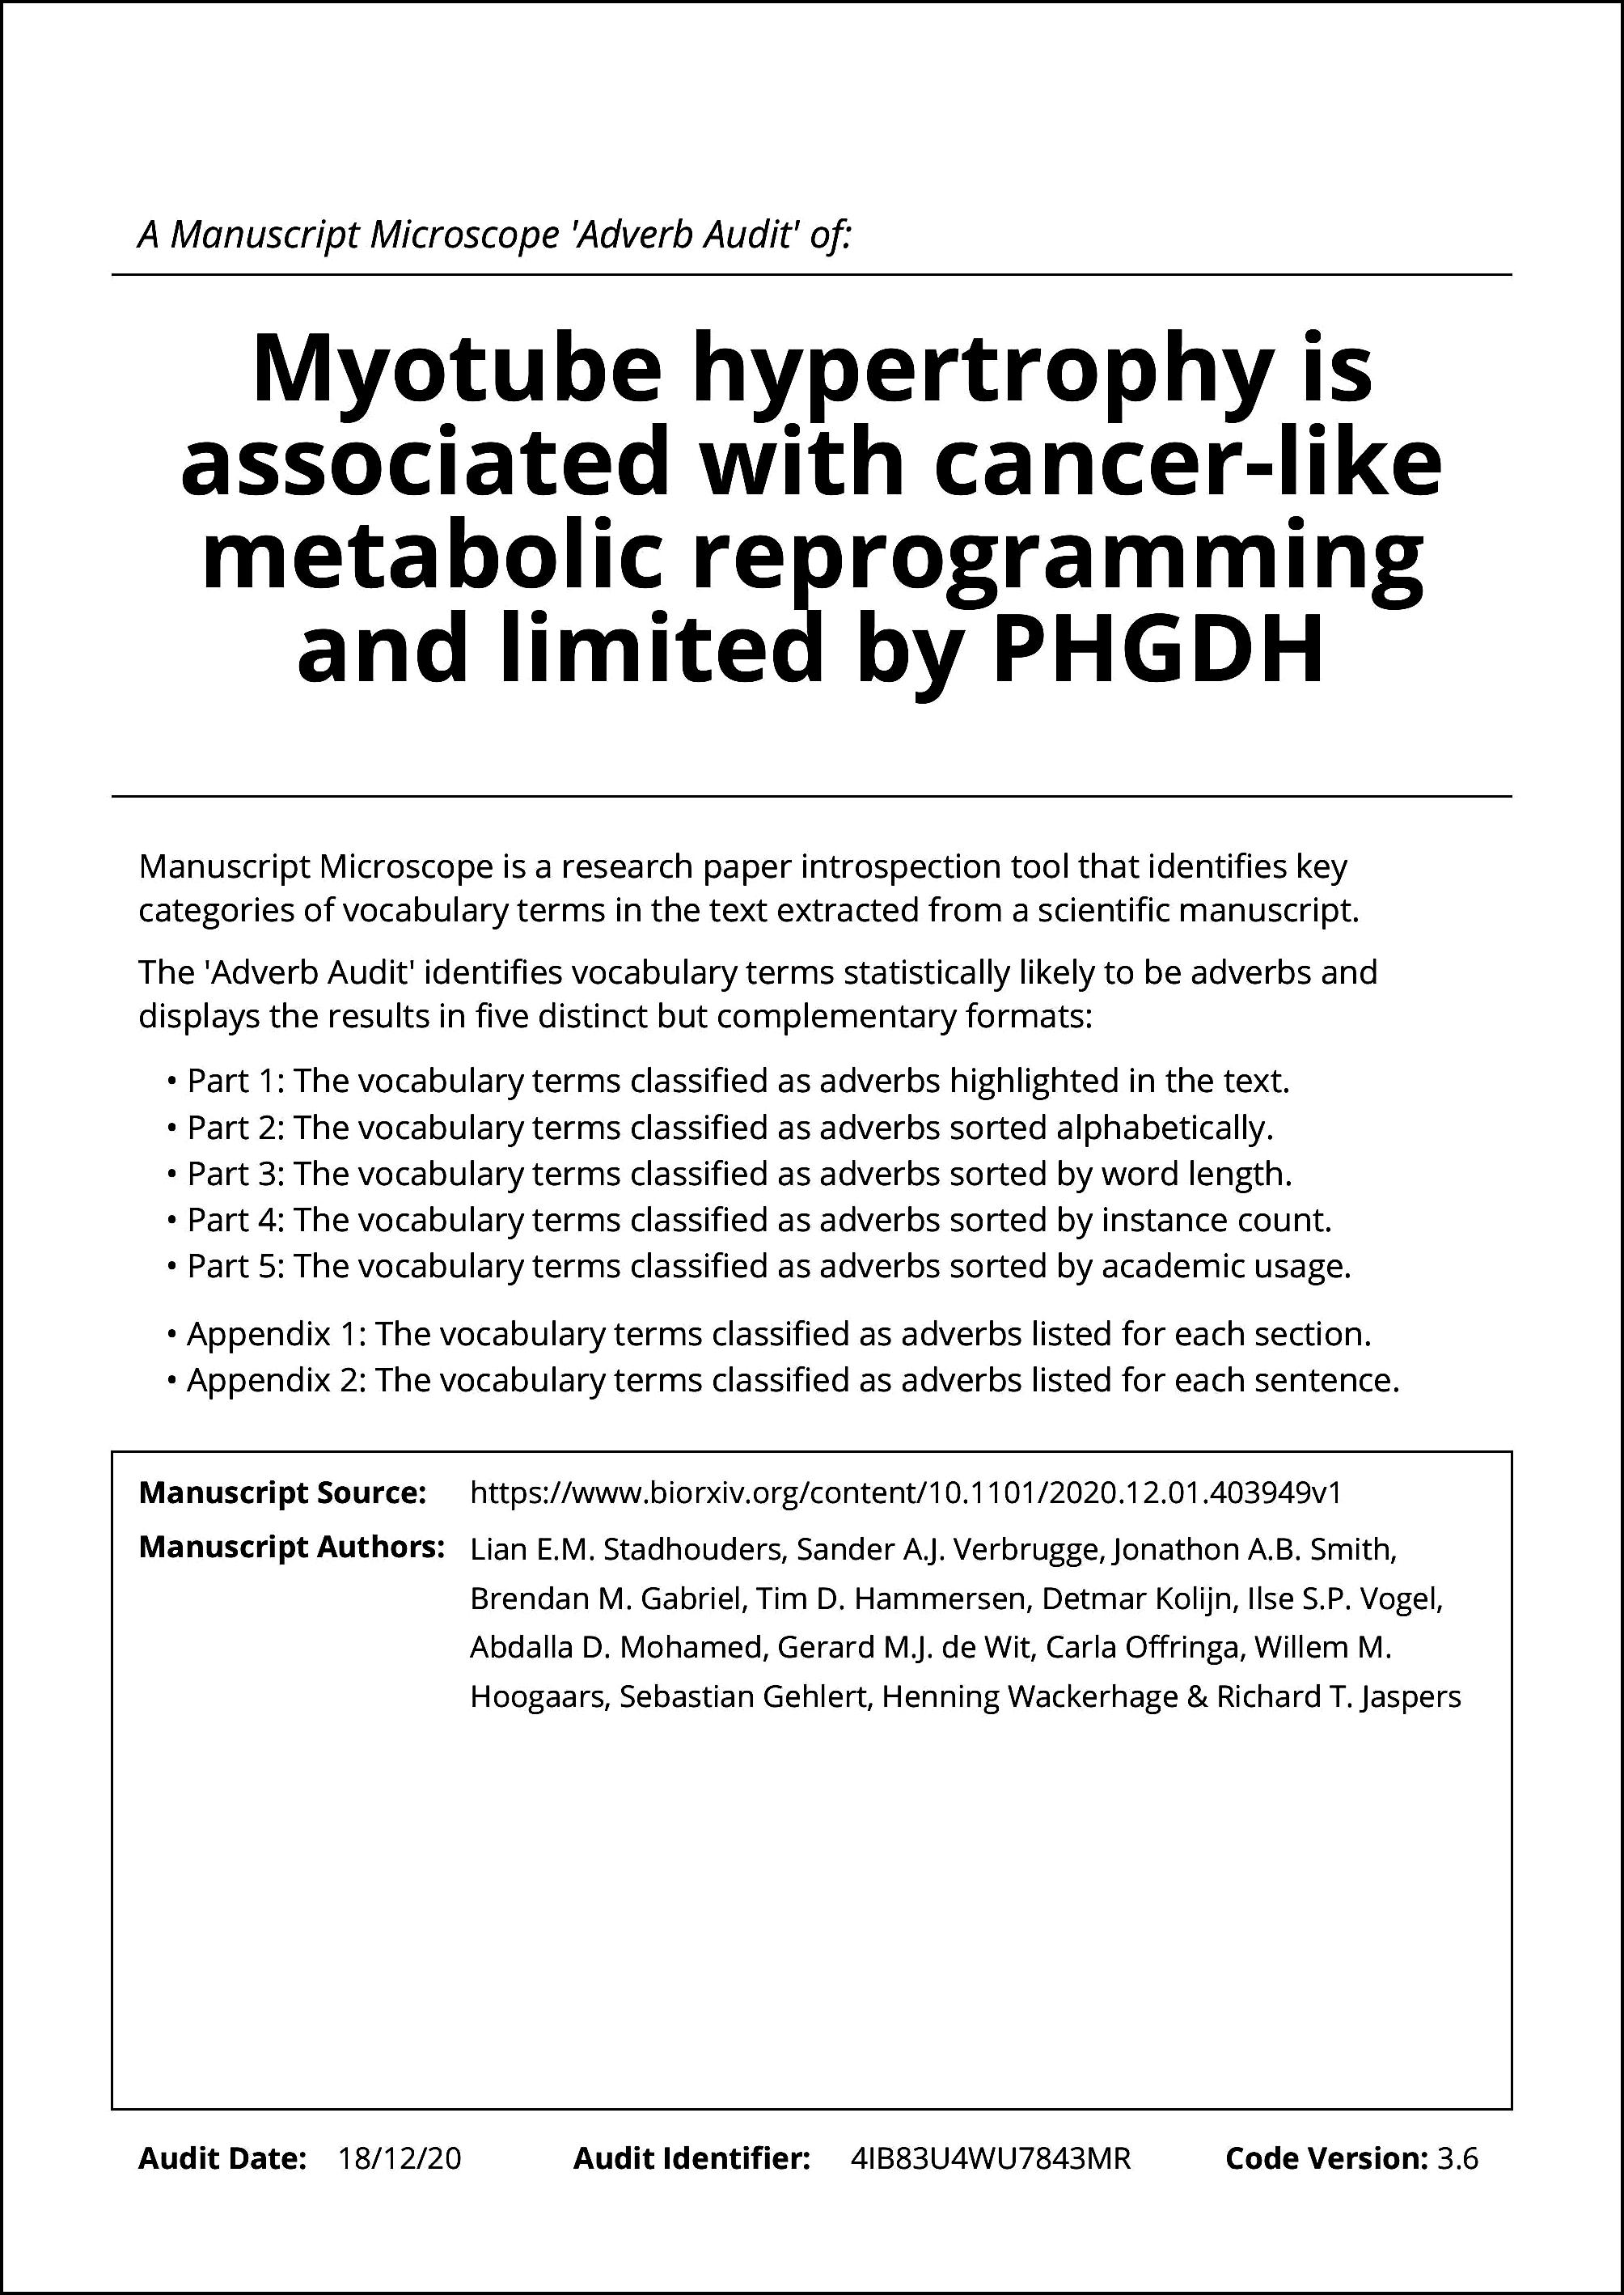 A Manuscript Microscope 'Adverb Audit' of:
Myotube hypertrophy is
associated with cancer-like
metabolic reprogramming
and limited by PHGDH
Manuscript Microscope is a research paper introspection tool that identifies key
categories of vocabulary terms in the text extracted from a scientific manuscript.
The 'Adverb Audit' identifies vocabulary terms statistically likely to be adverbs and
displays the results in five distinct but complementary formats:
• Part 1: The vocabulary terms classified as adverbs highlighted in the text.
• Part 2: The vocabulary terms classified as adverbs sorted alphabetically.
• Part 3: The vocabulary terms classified as adverbs sorted by word length.
• Part 4: The vocabulary terms classified as adverbs sorted by instance count.
• Part 5: The vocabulary terms classified as adverbs sorted by academic usage.
• Appendix 1: The vocabulary terms classified as adverbs listed for each section.
• Appendix 2: The vocabulary terms classified as adverbs listed for each sentence.
Manuscript Source: https://www.biorxiv.org/content/10.1101/2020.12.01.403949v1
Manuscript Authors: Lian E.M. Stadhouders, Sander A.J. Verbrugge, Jonathon A.B. Smith,
Brendan M. Gabriel, Tim D. Hammersen, Detmar Kolijn, Ilse S.P. Vogel,
Abdalla D. Mohamed, Gerard M.J. de Wit, Carla Offringa, Willem M.
Hoogaars, Sebastian Gehlert, Henning Wackerhage & Richard T. Jaspers
Audit Date: 18/12/20 Audit Identifier: 4IB83U4WU7843MR Code Version: 3.6